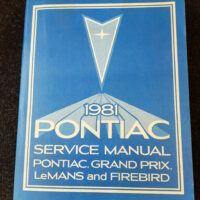 1981
PONTIAC
SERVICE MANUAL
PONTIAC, GRAND PRIX,
LeMANS and FIREBIRD